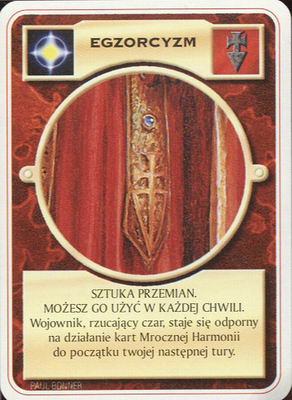 EGZORCYZM
SZTUKA PRZEMIAN.
MOŻESZ GO UŻYĆ W KAŻDEJ CHWILI.
Wojownik, rzucający czar, staje się odporny
na działanie kart Mrocznej Harmonii
do początku twojej następnej tury.
PAUL BONNER